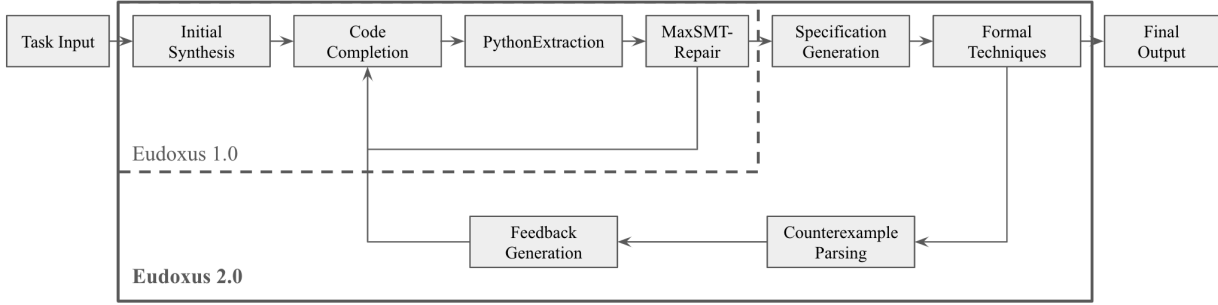 Task Input
Initial
Synthesis
Code
Completion
PythonExtraction
MaxSMT-
Repair
Specification
Generation
Formal
Techniques
Final
Output
Eudoxus 1.0
Feedback
Generation
Counterexample
Parsing
Eudoxus 2.0